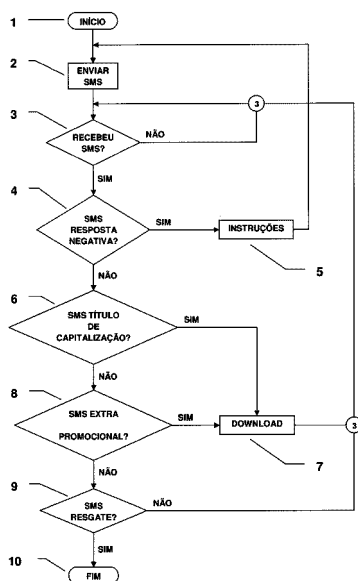 1
INÍCIO
2
ENVIAR
SMS
3
3
RECEBEU
SMS?
NÃO
SIM
4
SMS
RESPOSTA
NEGATIVA?
SIM
INSTRUÇÕES
5
NÃO
6
SMS TÍTULO
DE
CAPITALIZAÇÃO?
SIM
NÃO
8
SMS EXTRA
PROMOCIONAL?
SIM
DOWNLOAD
3
7
NÃO
9
SMS
RESGATE?
NÃO
SIM
10
FIM